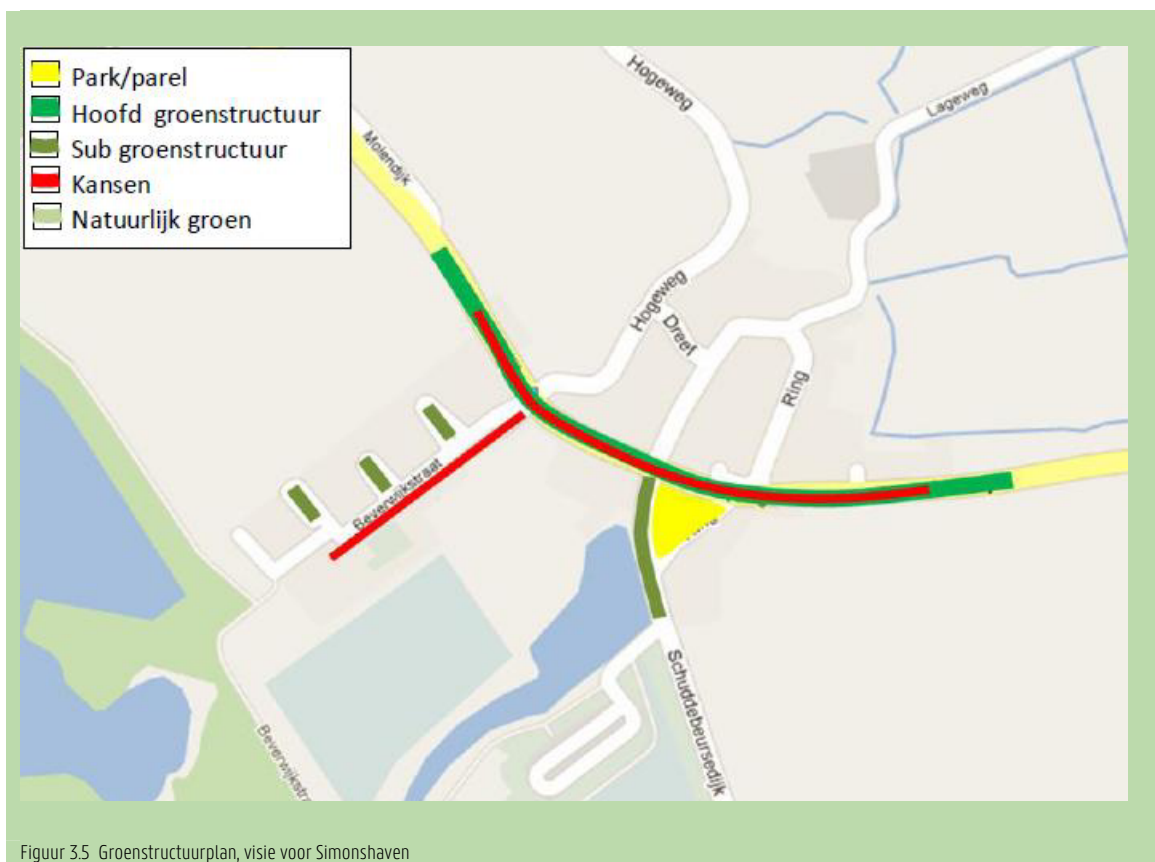 Park/parel
Hoofd groenstructuur
Sub groenstructuur
Kansen
Natuurlijk groen
Hogeweg
Lageweg
Molendijk
Hogeweg
Dreef
Ring
Beverwijkstraat
Schuddebeursedijk
Figuur 3.5 Groenstructuurplan, visie voor Simonshaven